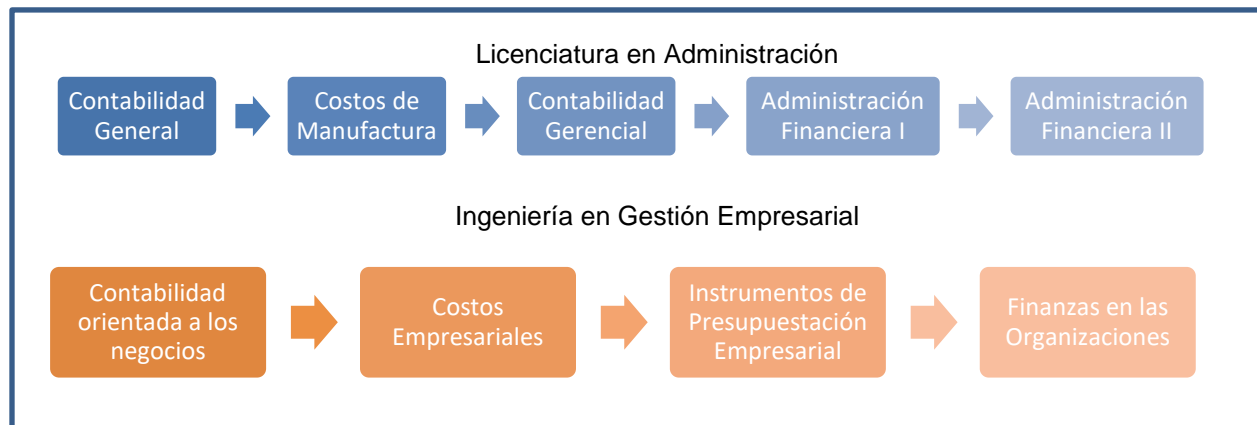 Licenciatura en Administración
Contabilidad
General
Costos de
Manufactura
Contabilidad
Gerencial
Administración
Financiera I
Administración
Financiera II
Ingeniería en Gestión Empresarial
Contabilidad
orientada a los
negocios
Costos
Empresariales
Instrumentos de
Presupuestación
Empresarial
Finanzas en las
Organizaciones